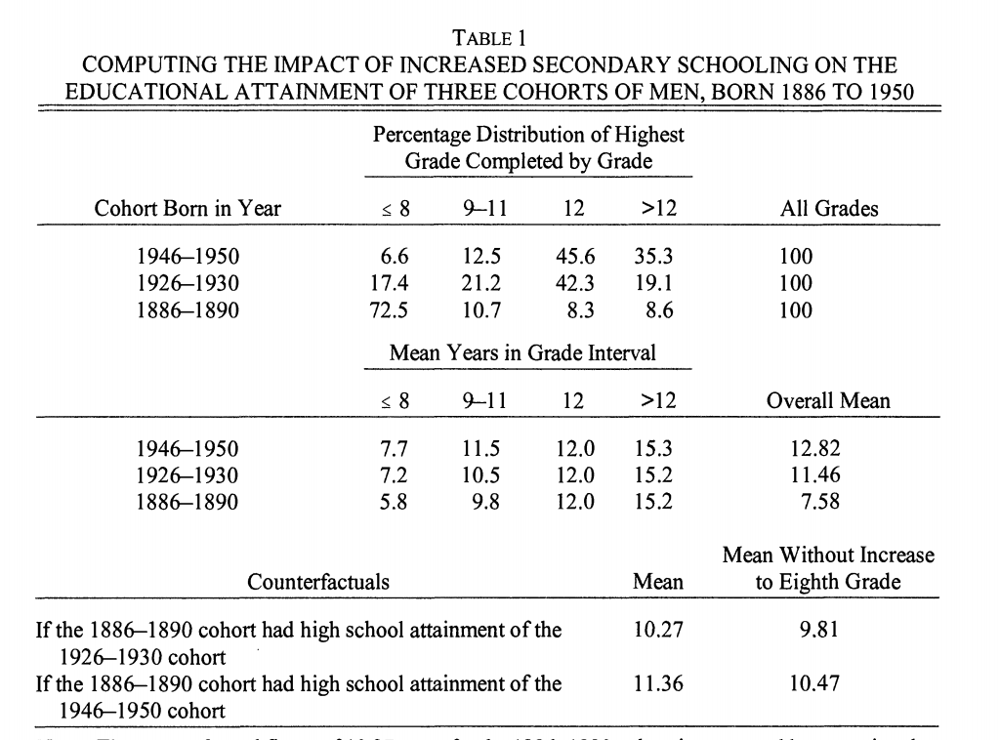 TABLE 1
COMPUTING THE IMPACT OF INCREASED SECONDARY SCHOOLING ON THE
EDUCATIONAL ATTAINMENT OF THREE COHORTS OF MEN, BORN 1886 TO 1950
Percentage Distribution of Highest
Grade Completed by Grade
Cohort Born in Year ≤ 8 9–11 12 >12 All Grades
1946–1950 6.6 12.5 45.6 35.3 100
1926–1930 17.4 21.2 42.3 19.1 100
1886–1890 72.5 10.7 8.3 8.6 100
Mean Years in Grade Interval
≤ 8 9–11 12 >12 Overall Mean
1946–1950 7.7 11.5 12.0 15.3 12.82
1926–1930 7.2 10.5 12.0 15.2 11.46
1886–1890 5.8 9.8 12.0 15.2 7.58
Mean Without Increase
Counterfactuals Mean to Eighth Grade
If the 1886–1890 cohort had high school attainment of the 10.27 9.81
1926–1930 cohort
If the 1886–1890 cohort had high school attainment of the 11.36 10.47
1946–1950 cohort